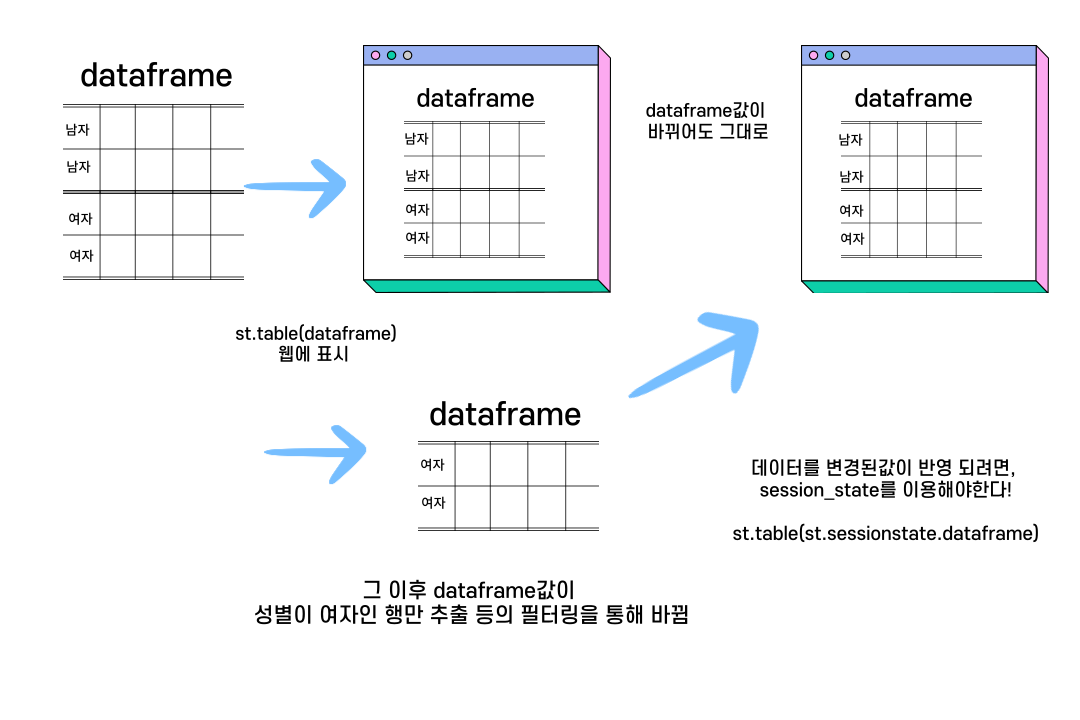 dataframe
남자
남자
여자
여자
dataframe
남자
남자
여자
여자
dataframe값이
바뀌어도 그대로
dataframe
남자
남자
여자
여자
st.table(dataframe)
웹에 표시
dataframe
여자
여자
그 이후 dataframe값이
성별이 여자인 행만 추출 등의 필터링을 통해 바뀜
데이터를 변경된값이 반영 되려면,
session_state를 이용해야한다!
st.table(st.sessionstate.dataframe)